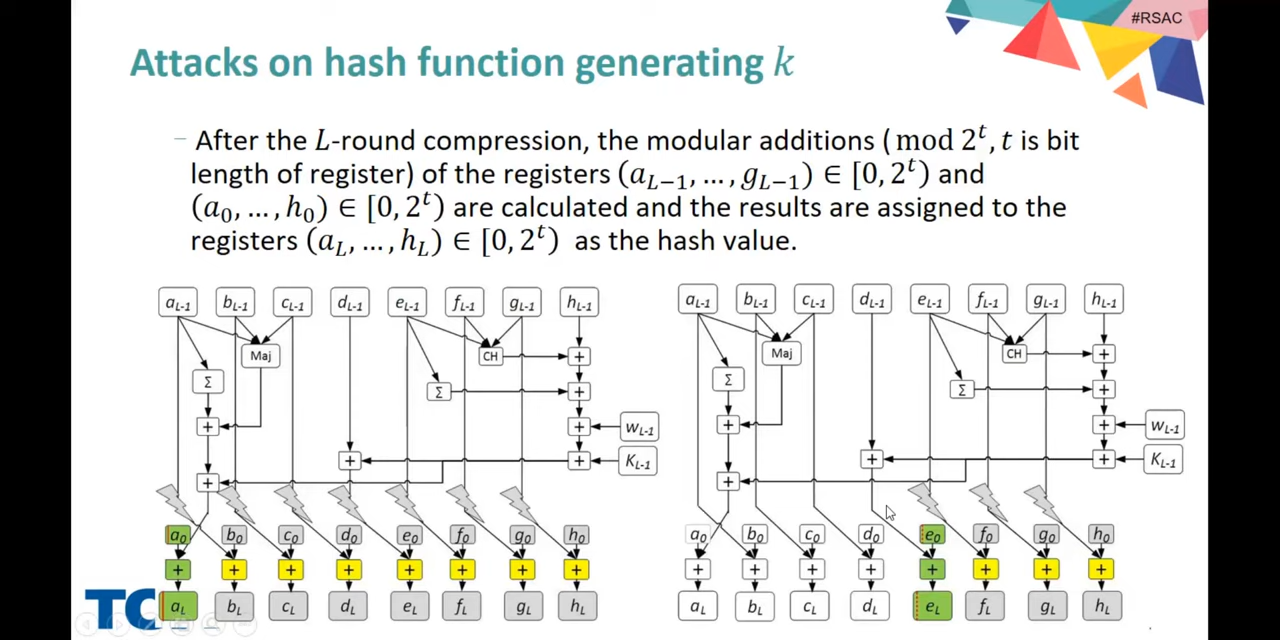 #RSAC
Attacks on hash function generating k
– After the L-round compression, the modular additions (mod 2^t, t is bit
length of register) of the registers (a_{L−1}, …, g_{L−1}) ∈ [0, 2^t) and
(a_0, …, h_0) ∈ [0, 2^t) are calculated and the results are assigned to the
registers (a_L, …, h_L) ∈ [0, 2^t) as the hash value.
a_{L-1} b_{L-1} c_{L-1} d_{L-1} e_{L-1} f_{L-1} g_{L-1} h_{L-1}
Maj CH +
Σ Σ + +
+ + W_{L-1}
+ + K_{L-1}
+
a_0 b_0 c_0 d_0 e_0 f_0 g_0 h_0
+ + + + + + + +
a_L b_L c_L d_L e_L f_L g_L h_L
a_{L-1} b_{L-1} c_{L-1} d_{L-1} e_{L-1} f_{L-1} g_{L-1} h_{L-1}
Maj CH +
Σ Σ +
+ + W_{L-1}
+ + K_{L-1}
+
a_0 b_0 c_0 d_0 e_0 f_0 g_0 h_0
+ + + + + + + +
a_L b_L c_L d_L e_L f_L g_L h_L